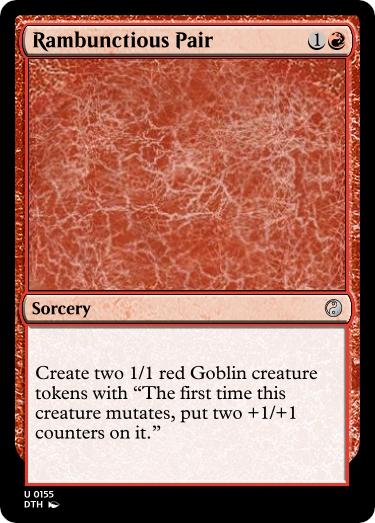 Rambunctious Pair 1
Sorcery
Create two 1/1 red Goblin creature
tokens with “The first time this
creature mutates, put two +1/+1
counters on it.”
U 0155
DTH